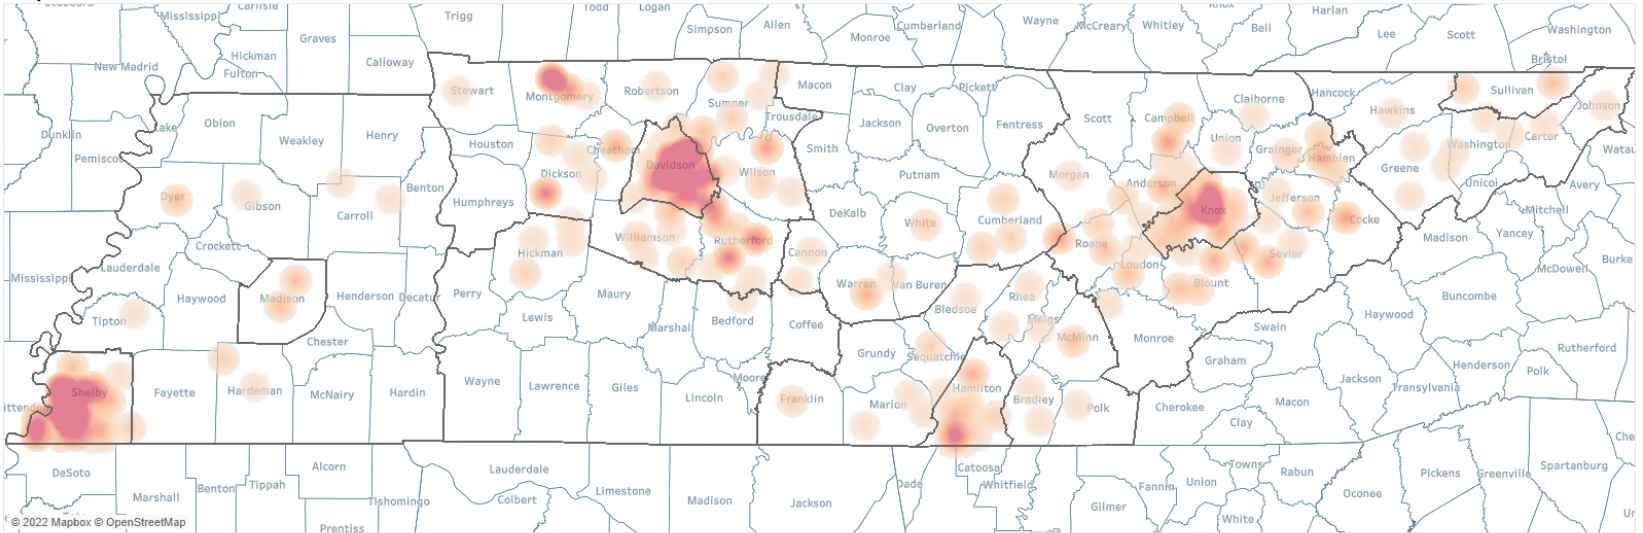 Carlisle
Todd
Logan
Knox
Harlan
Mississippi
Trigg
Allen
Wayne
McCreary
Whitley
Bell
Cumberland
Simpson
Monroe
Lee
Scott
Washington
Graves
Hickman
Calloway
New Madrid
Fulton
Bristol
Stewart
Robertson
Macon
Clay
Pickett
Montgomery
Sumner
Claiborne
Hancock
Sullivan
Trousdale
Hawkins
Johnson
Lake
Obion
Jackson
Overton
Fentress
Scott
Campbell
Dunklin
Weakley
Henry
Houston
Cheatham
Smith
Union
Grainger
Hamblen
Washington
Carter
Pemiscot
Davidson
Wilson
Dickson
Putnam
Morgan
Anderson
Greene
Unicoi
Avery
Dyer
Gibson
Carroll
Benton
Humphreys
Jefferson
DeKalb
White
Cumberland
Knox
Cocke
Mitchell
Crockett
Williamson
Rutherford
Cannon
Roane
Sevier
Madison
Yancey
Hickman
Loudon
Burke
Mississippi
Lauderdale
Haywood
Madison
Henderson
Decatur
Perry
Maury
Warren
Van Buren
Rhea
Blount
McDowell
Buncombe
Tipton
Lewis
Marshall
Bedford
Coffee
Bledsoe
Meigs
McMinn
Monroe
Swain
Haywood
Chester
Grundy
Sequatchie
Graham
Rutherford
Henderson
Polk
Shelby
Fayette
Hardeman
McNairy
Hardin
Wayne
Lawrence
Giles
Moore
Lincoln
Franklin
Marion
Hamilton
Bradley
Polk
Cherokee
Macon
Jackson
Transylvania
Clay
DeSoto
Alcorn
Lauderdale
Catoosa
Towns
Rabun
Pickens
Greenville
Spartanburg
Marshall
Benton
Tippah
Tishomingo
Colbert
Limestone
Madison
Jackson
Dade
Whitfield
Gilmer
Fannin
Union
White
Oconee
Prentiss
© 2022 Mapbox © OpenStreetMap